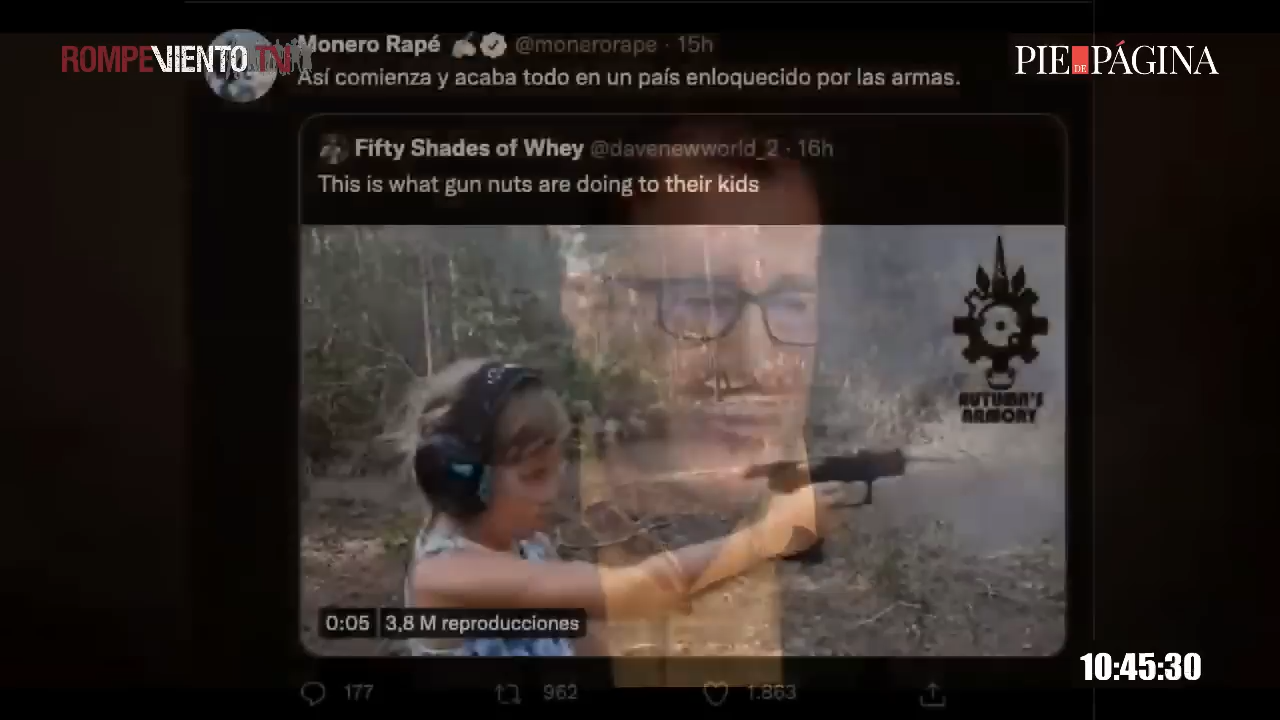 ROMPEVIENTO TV
PIE DE PÁGINA
Monero Rapé @monerorape · 15h
Así comienza y acaba todo en un país enloquecido por las armas.
Fifty Shades of Whey @davenewworld_2 · 16h
This is what gun nuts are doing to their kids
AUTUMN'S
ARMORY
0:05 3,8 M reproducciones
10:45:30
177 962 1.863